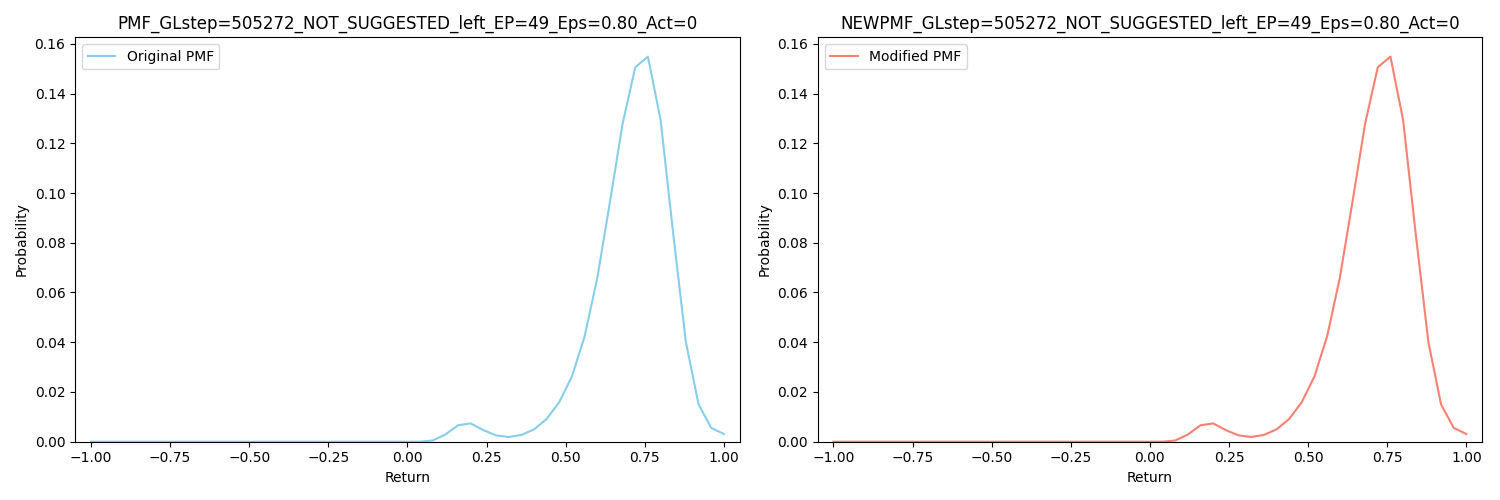 PMF_GLstep=505272_NOT_SUGGESTED_left_EP=49_Eps=0.80_Act=0
Original PMF
0.16
0.14
0.12
0.10
0.08
0.06
0.04
0.02
0.00
Probability
−1.00 −0.75 −0.50 −0.25 0.00 0.25 0.50 0.75 1.00
Return
NEWPMF_GLstep=505272_NOT_SUGGESTED_left_EP=49_Eps=0.80_Act=0
Modified PMF
0.16
0.14
0.12
0.10
0.08
0.06
0.04
0.02
0.00
Probability
−1.00 −0.75 −0.50 −0.25 0.00 0.25 0.50 0.75 1.00
Return